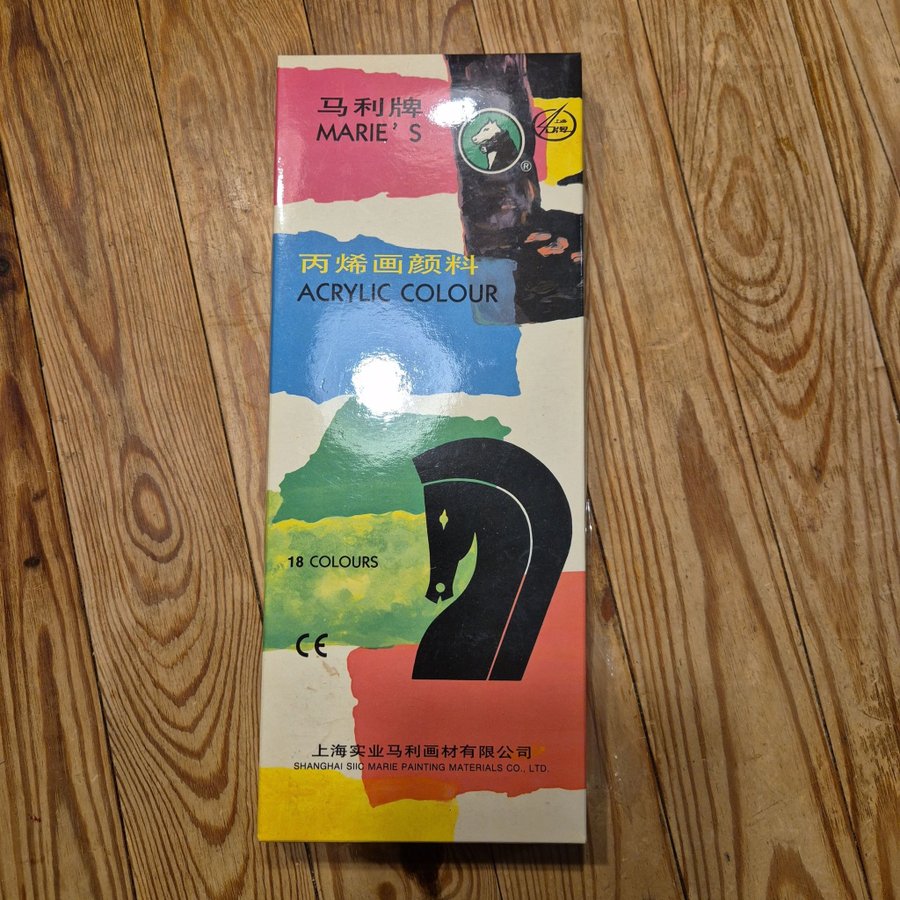 马利牌
MARIE'S
®
丙烯画颜料
ACRYLIC COLOUR
18 COLOURS
CE
上海实业马利画材有限公司
SHANGHAI SIIC MARIE PAINTING MATERIALS CO., LTD.